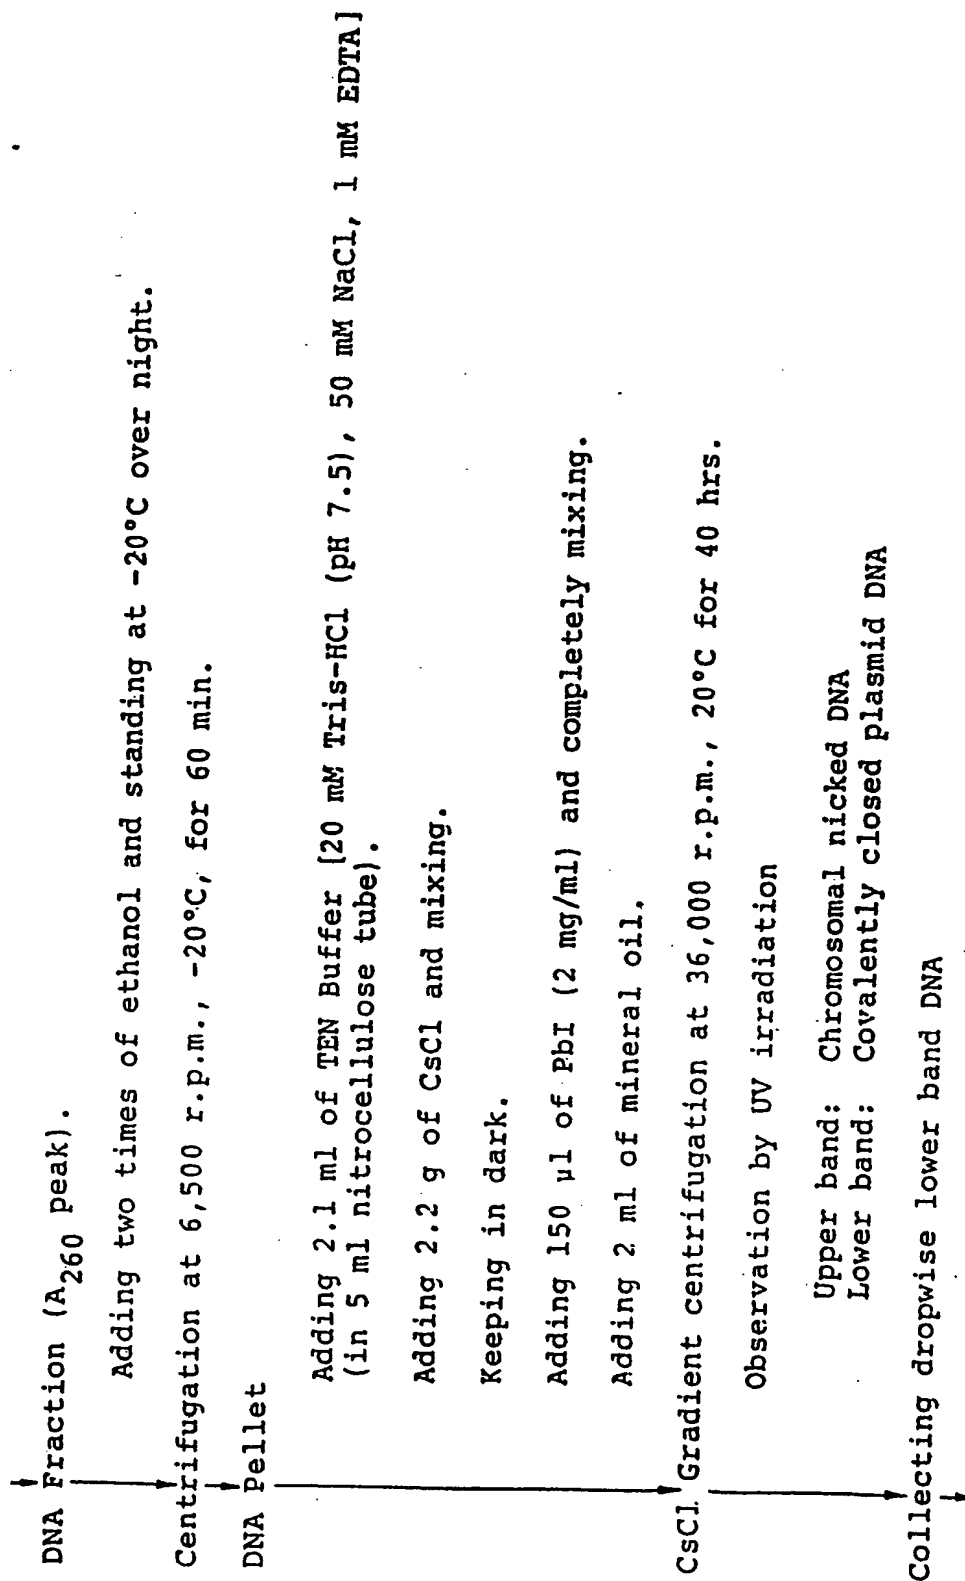 DNA Fraction (A260 peak).
Adding two times of ethanol and standing at -20°C over night.
Centrifugation at 6,500 r.p.m., -20°C, for 60 min.
DNA Pellet
Adding 2.1 ml of TEN Buffer [20 mM Tris-HCl (pH 7.5), 50 mM NaCl, 1 mM EDTA]
(in 5 ml nitrocellulose tube).
Adding 2.2 g of CsCl and mixing.
Keeping in dark.
Adding 150 µl of PbI (2 mg/ml) and completely mixing.
Adding 2 ml of mineral oil.
CsCl Gradient centrifugation at 36,000 r.p.m., 20°C for 40 hrs.
Observation by UV irradiation
Upper band: Chromosomal nicked DNA
Lower band: Covalently closed plasmid DNA
Collecting dropwise lower band DNA